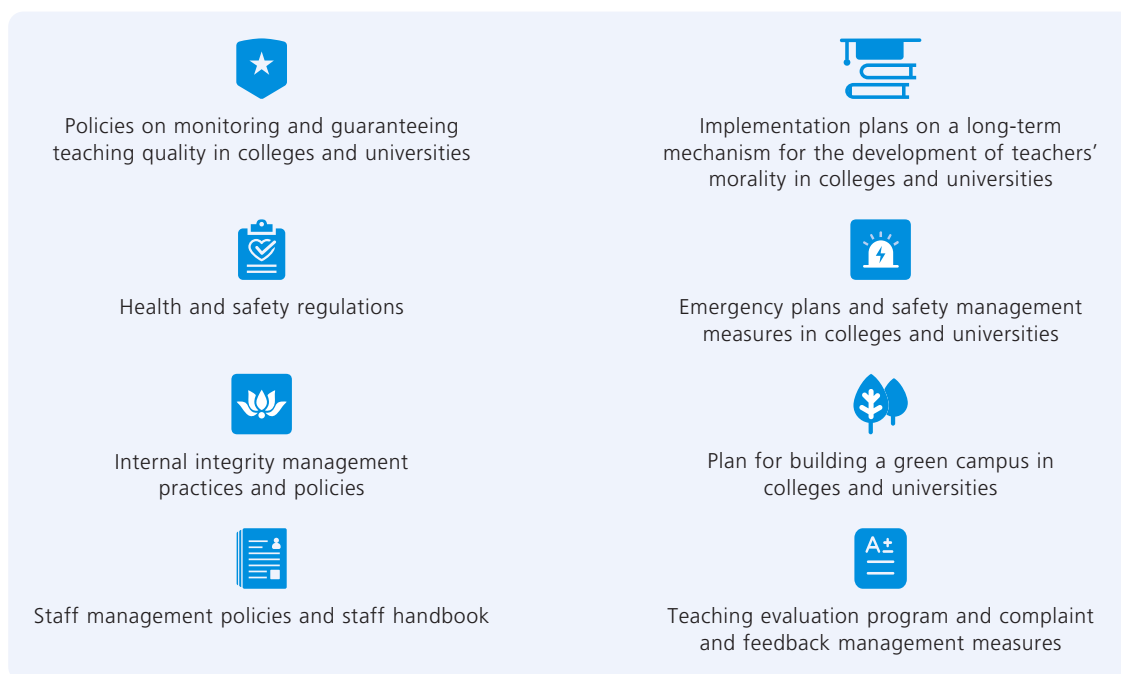 Policies on monitoring and guaranteeing
teaching quality in colleges and universities
Implementation plans on a long-term
mechanism for the development of teachers’
morality in colleges and universities
Health and safety regulations
Emergency plans and safety management
measures in colleges and universities
Internal integrity management
practices and policies
Plan for building a green campus in
colleges and universities
Staff management policies and staff handbook
A±
Teaching evaluation program and complaint
and feedback management measures